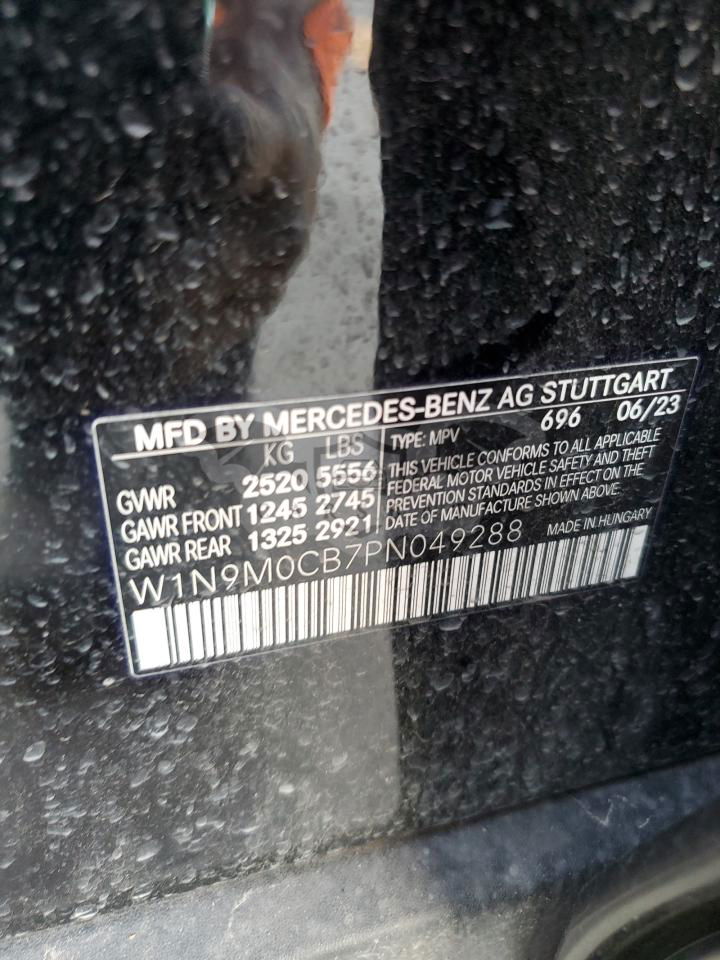 MFD BY MERCEDES-BENZ AG STUTTGART
KG LBS
GVWR 2520 5556
GAWR FRONT 1245 2745
GAWR REAR 1325 2921
TYPE: MPV 696 06/23
THIS VEHICLE CONFORMS TO ALL APPLICABLE
FEDERAL MOTOR VEHICLE SAFETY AND THEFT
PREVENTION STANDARDS IN EFFECT ON THE
DATE OF MANUFACTURE SHOWN ABOVE.
W1N9M0CB7PN049288 MADE IN HUNGARY